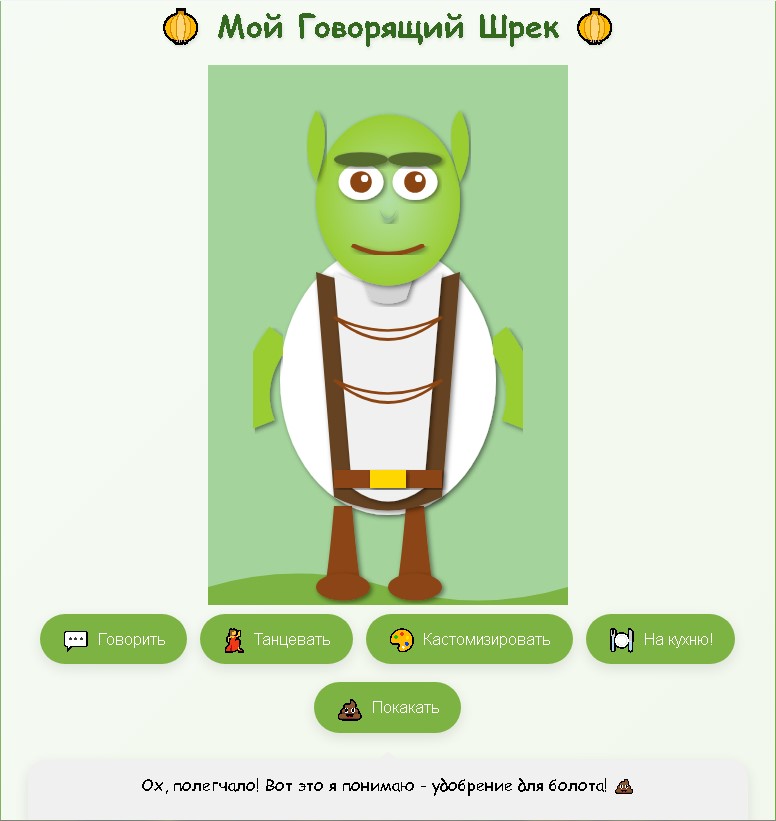 Мой Говорящий Шрек
Говорить
Танцевать
Кастомизировать
На кухню!
Покакать
Ох, полегчало! Вот это я понимаю - удобрение для болота! 💩